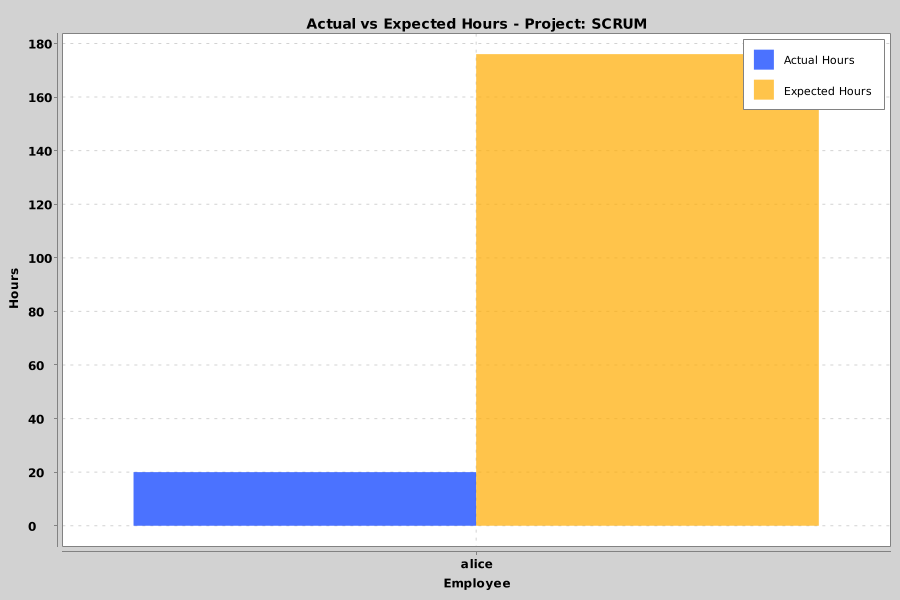 Actual vs Expected Hours - Project: SCRUM
Actual Hours
Expected Hours
180
160
140
120
100
80
60
40
20
0
Hours
alice
Employee